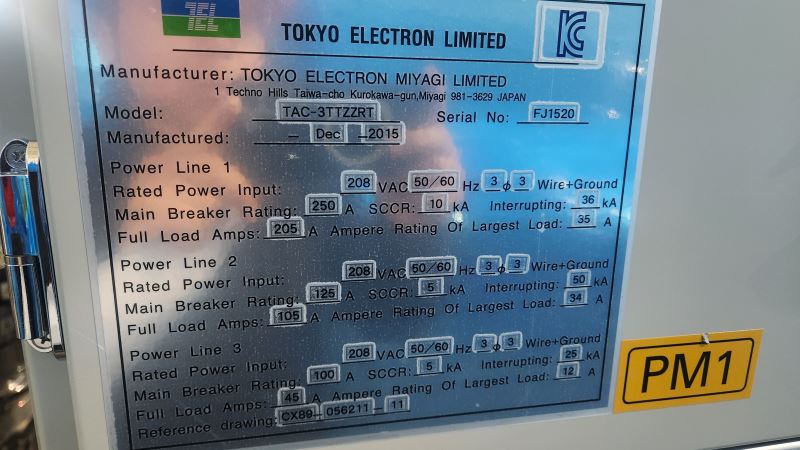 TEL
TOKYO ELECTRON LIMITED
KC
Manufacturer: TOKYO ELECTRON MIYAGI LIMITED
1 Techno Hills Taiwa-cho Kurokawa-gun,Miyagi 981-3629 JAPAN
Model: TAC-3TTZZRT Serial No: FJ1520
Manufactured: – Dec –2015
Power Line 1
Rated Power Input: 208 VAC 50/60 Hz 3 φ 3 Wire+Ground
Main Breaker Rating: 250 A SCCR: 10 kA Interrupting: 36 kA
Full Load Amps: 205 A Ampere Rating Of Largest Load: 35 A
Power Line 2
Rated Power Input: 208 VAC 50/60 Hz 3 φ 3 Wire+Ground
Main Breaker Rating: 125 A SCCR: 5 kA Interrupting: 50 kA
Full Load Amps: 105 A Ampere Rating Of Largest Load: 34 A
Power Line 3
Rated Power Input: 208 VAC 50/60 Hz 3 φ 3 Wire+Ground
Main Breaker Rating: 100 A SCCR: 5 kA Interrupting: 25 kA
Full Load Amps: 45 A Ampere Rating Of Largest Load: 12 A
Reference drawing: CX89–056211–11
PM1